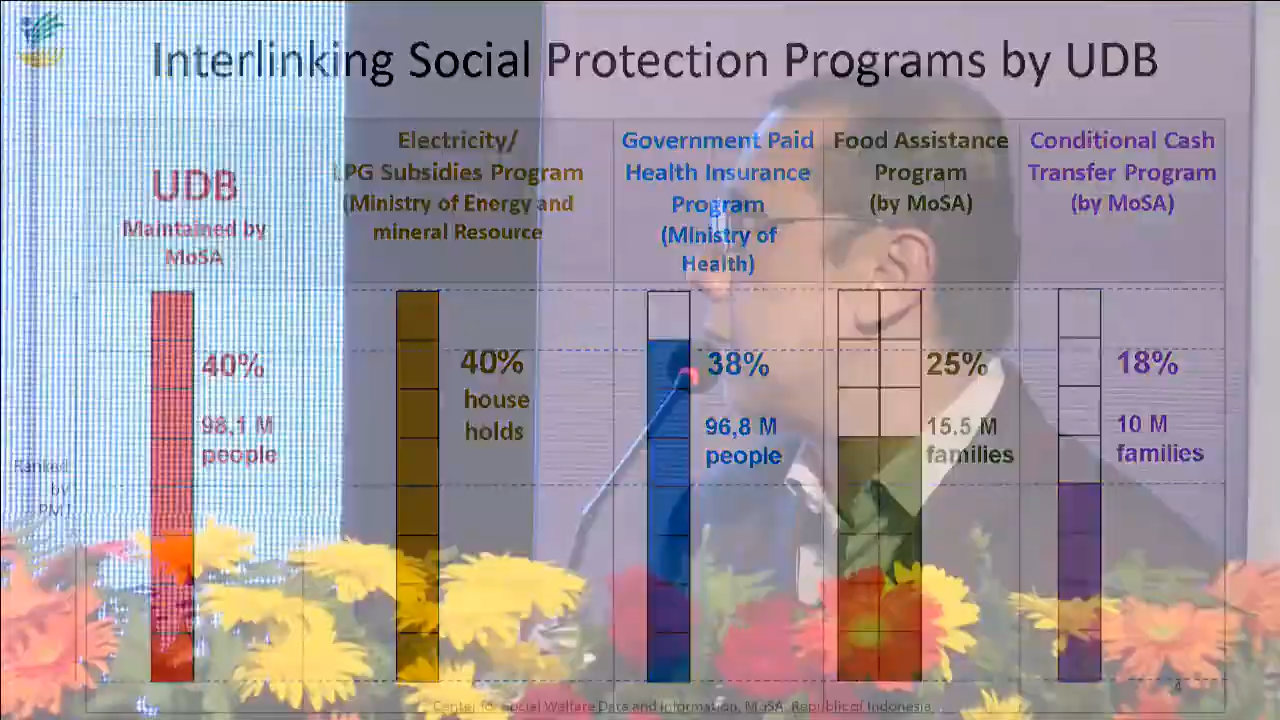 Interlinking Social Protection Programs by UDB
UDB
Maintained by
MoSA
Electricity/
LPG Subsidies Program
(Ministry of Energy and
mineral Resource
Government Paid
Health Insurance
Program
(Ministry of
Health)
Food Assistance
Program
(by MoSA)
Conditional Cash
Transfer Program
(by MoSA)
40%
98,1 M
people
40%
house
holds
38%
96,8 M
people
25%
15.5 M
families
18%
10 M
families
Ranked
by
PMT
Center for Social Welfare Data and Information, MoSA, Republic of Indonesia
4